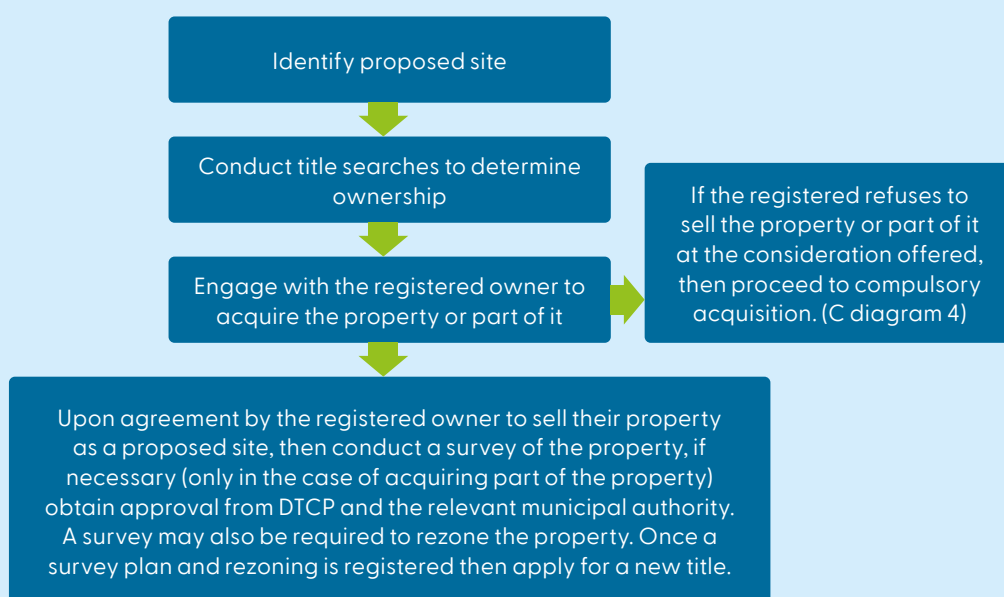 Identify proposed site
Conduct title searches to determine
ownership
Engage with the registered owner to
acquire the property or part of it
If the registered refuses to
sell the property or part of it
at the consideration offered,
then proceed to compulsory
acquisition. (C diagram 4)
Upon agreement by the registered owner to sell their property
as a proposed site, then conduct a survey of the property, if
necessary (only in the case of acquiring part of the property)
obtain approval from DTCP and the relevant municipal authority.
A survey may also be required to rezone the property. Once a
survey plan and rezoning is registered then apply for a new title.